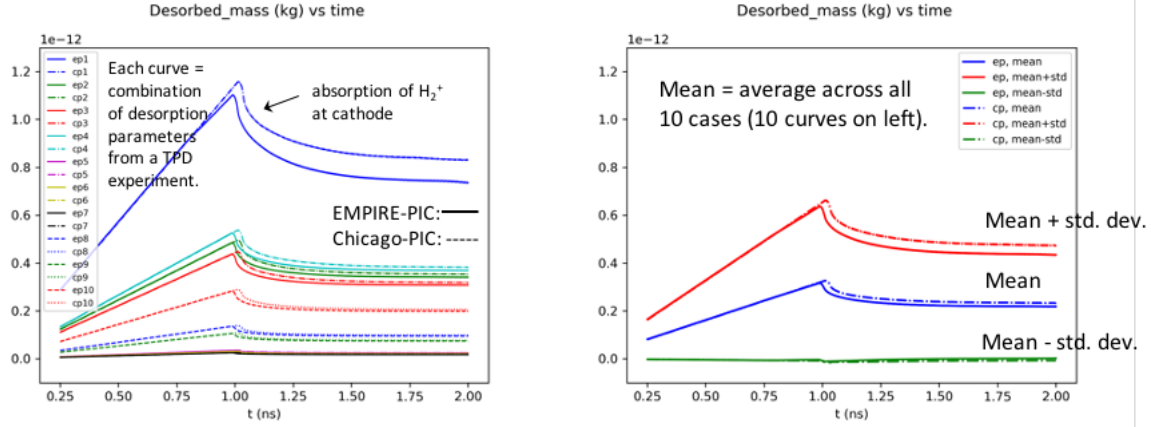 Desorbed_mass (kg) vs time
1e−12
1.2
1.0
0.8
0.6
0.4
0.2
0.0
0.25
0.50
0.75
1.00
1.25
1.50
1.75
2.00
t (ns)
ep1
cp1
ep2
cp2
ep3
cp3
ep4
cp4
ep5
cp5
ep6
cp6
ep7
cp7
ep8
cp8
ep9
cp9
ep10
cp10
Each curve =
combination
of desorption
parameters
from a TPD
experiment.
absorption of H₂⁺
at cathode
EMPIRE-PIC:
Chicago-PIC:
Desorbed_mass (kg) vs time
1e−12
1.2
1.0
0.8
0.6
0.4
0.2
0.0
0.25
0.50
0.75
1.00
1.25
1.50
1.75
2.00
t (ns)
ep, mean
ep, mean+std
ep, mean-std
cp, mean
cp, mean+std
cp, mean-std
Mean = average across all
10 cases (10 curves on left).
Mean + std. dev.
Mean
Mean - std. dev.